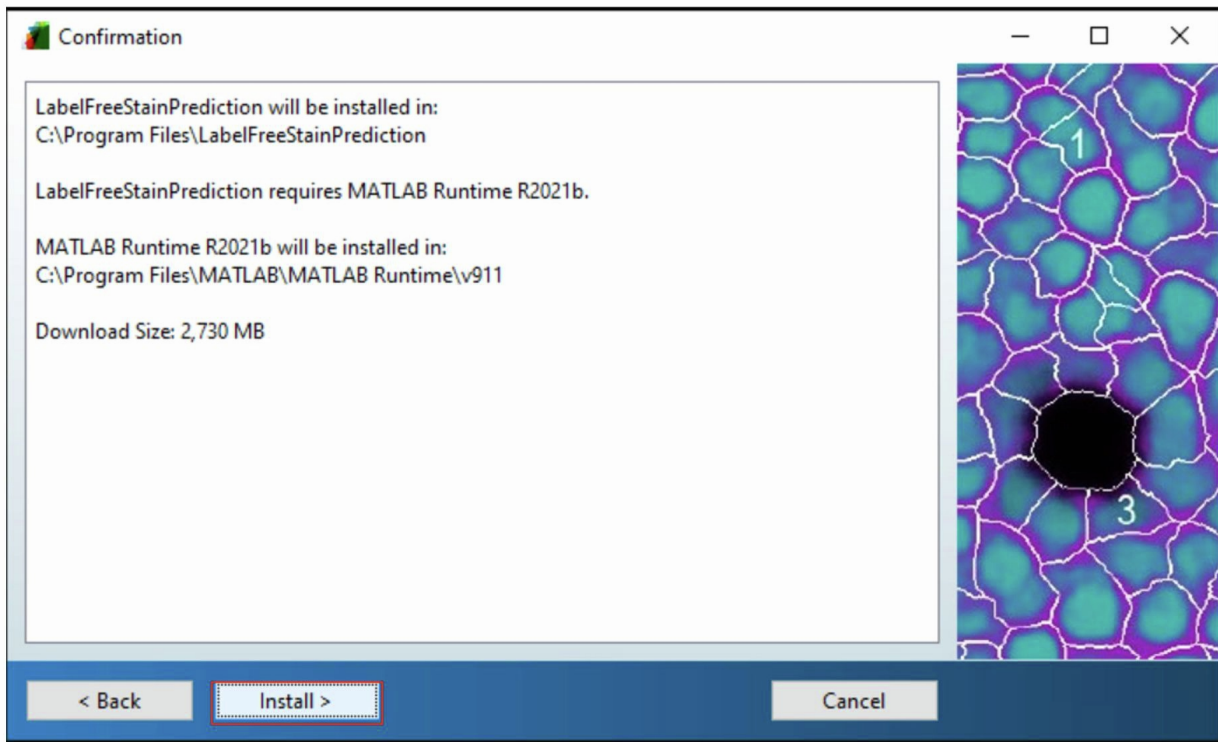 Confirmation
LabelFreeStainPrediction will be installed in:
C:\Program Files\LabelFreeStainPrediction
LabelFreeStainPrediction requires MATLAB Runtime R2021b.
MATLAB Runtime R2021b will be installed in:
C:\Program Files\MATLAB\MATLAB Runtime\v911
Download Size: 2,730 MB
1
3
< Back
Install >
Cancel